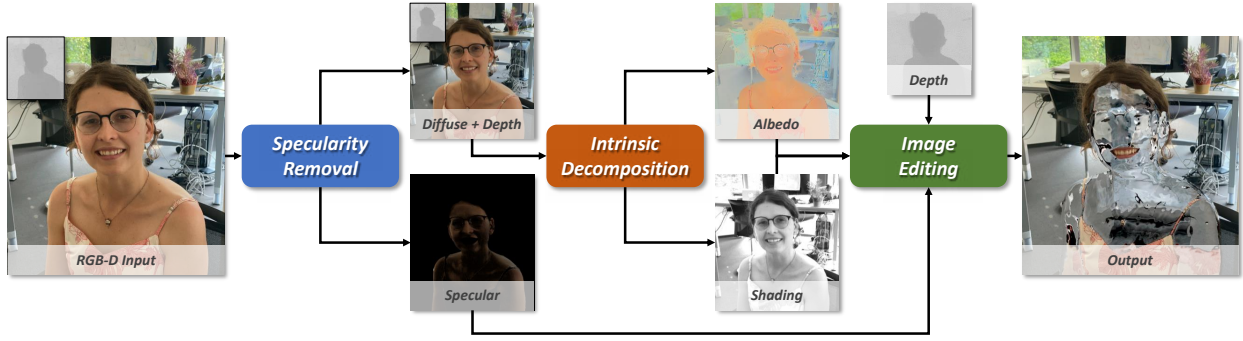 RGB-D Input
Specularity
Removal
Diffuse + Depth
Specular
Intrinsic
Decomposition
Albedo
Shading
Depth
Image
Editing
Output